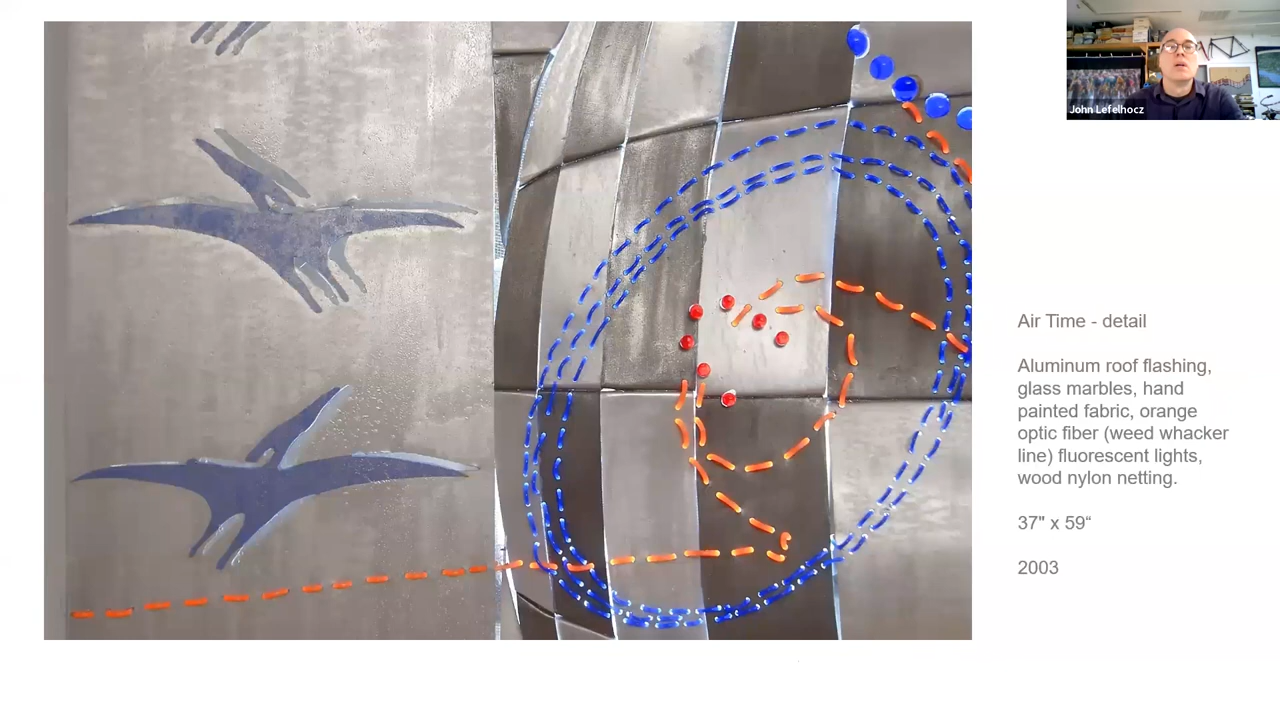 John Lefelhocz
Air Time - detail
Aluminum roof flashing,
glass marbles, hand
painted fabric, orange
optic fiber (weed whacker
line) fluorescent lights,
wood nylon netting.
37" x 59“
2003